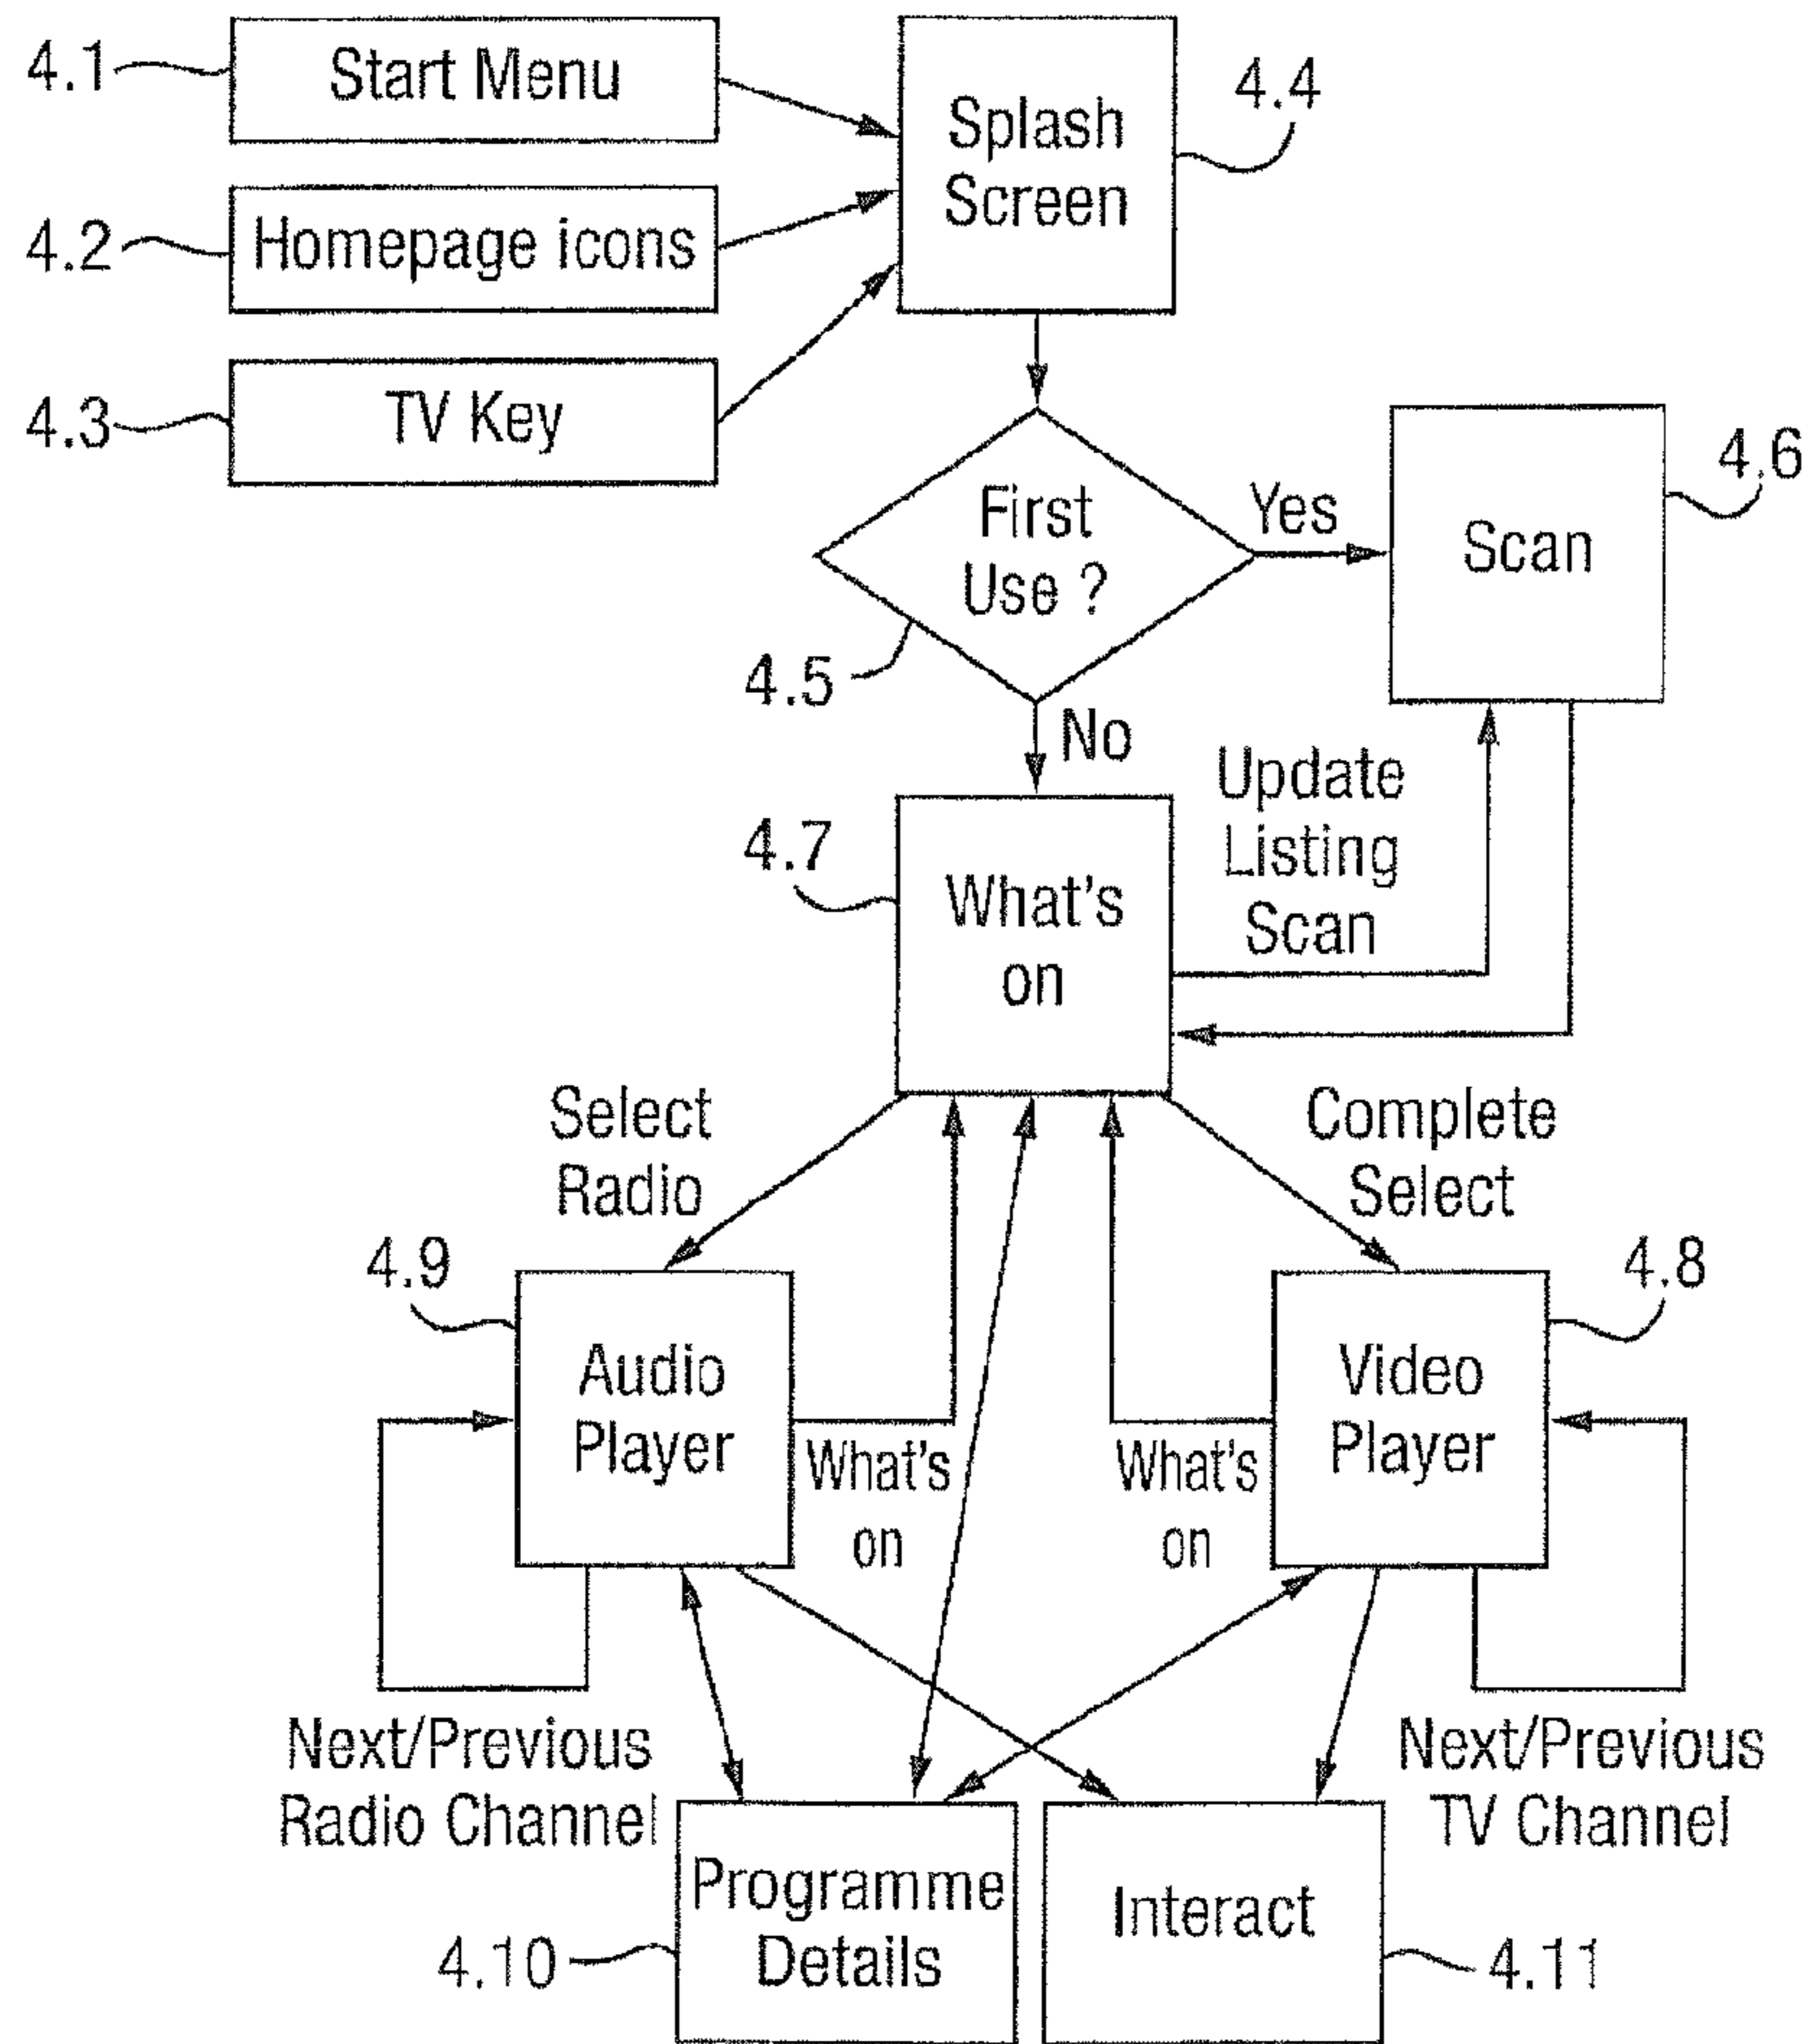 4.1
Start Menu
Splash
Screen
4.4
4.2
Homepage icons
4.3
TV Key
First
Use ?
Yes
Scan
4.6
4.5
No
Update
Listing
Scan
4.7
What's
on
Select
Radio
Complete
Select
4.9
4.8
Audio
Player
Video
Player
What's
on
What's
on
Next/Previous
Radio Channel
Next/Previous
TV Channel
Programme
Details
Interact
4.10
4.11